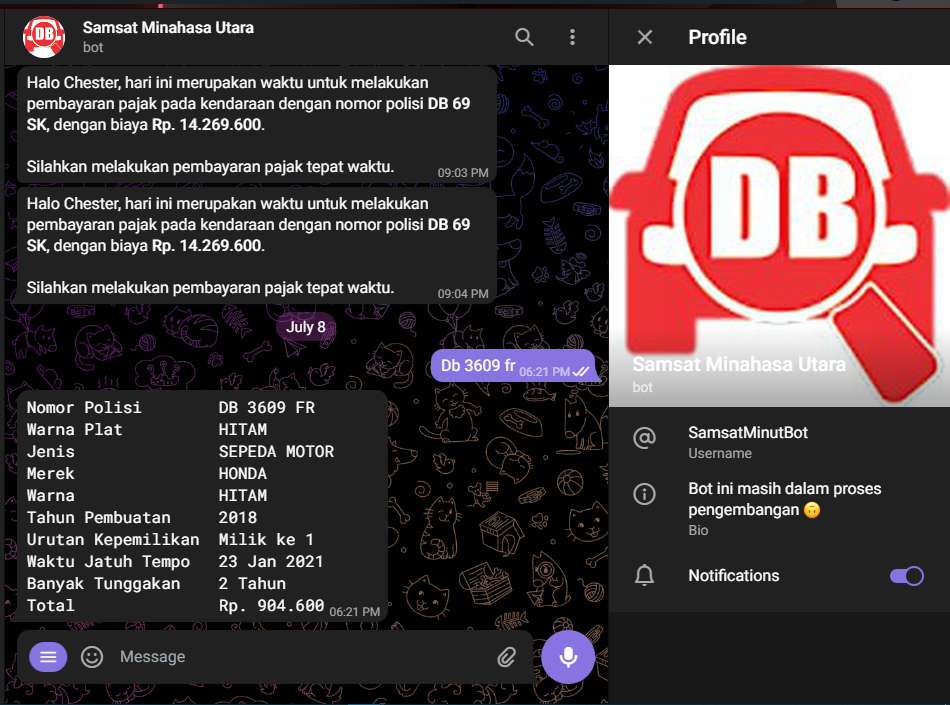 Samsat Minahasa Utara
bot
Halo Chester, hari ini merupakan waktu untuk melakukan
pembayaran pajak pada kendaraan dengan nomor polisi DB 69
SK, dengan biaya Rp. 14.269.600.
Silahkan melakukan pembayaran pajak tepat waktu.
09:03 PM
Halo Chester, hari ini merupakan waktu untuk melakukan
pembayaran pajak pada kendaraan dengan nomor polisi DB 69
SK, dengan biaya Rp. 14.269.600.
Silahkan melakukan pembayaran pajak tepat waktu.
09:04 PM
July 8
Db 3609 fr 06:21 PM
Nomor Polisi DB 3609 FR
Warna Plat HITAM
Jenis SEPEDA MOTOR
Merek HONDA
Warna HITAM
Tahun Pembuatan 2018
Urutan Kepemilikan Milik ke 1
Waktu Jatuh Tempo 23 Jan 2021
Banyak Tunggakan 2 Tahun
Total Rp. 904.600 06:21 PM
Message
Profile
DB
Samsat Minahasa Utara
bot
SamsatMinutBot
Username
Bot ini masih dalam proses
pengembangan 🙃
Bio
Notifications
DB